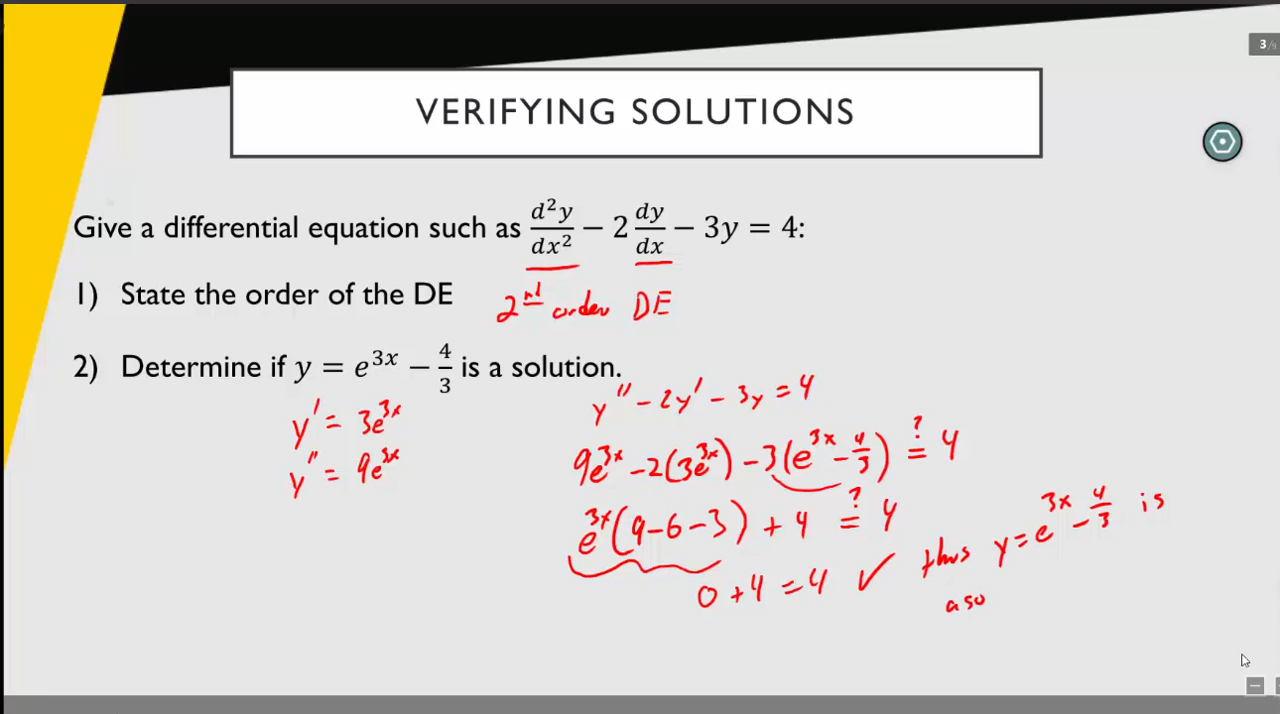 3/9
VERIFYING SOLUTIONS
Give a differential equation such as d²y/dx² − 2 dy/dx − 3y = 4:
1) State the order of the DE 2nd order DE
2) Determine if y = e^{3x} − 4/3 is a solution.
y'' - 2y' - 3y = 4
y' = 3e^{3x}
9e^{3x} - 2(3e^{3x}) - 3(e^{3x} - 4/3) ?= 4
y'' = 9e^{3x}
e^{3x}(9-6-3) + 4 ?= 4
thus y = e^{3x} - 4/3 is
0 + 4 = 4 ✓
a so